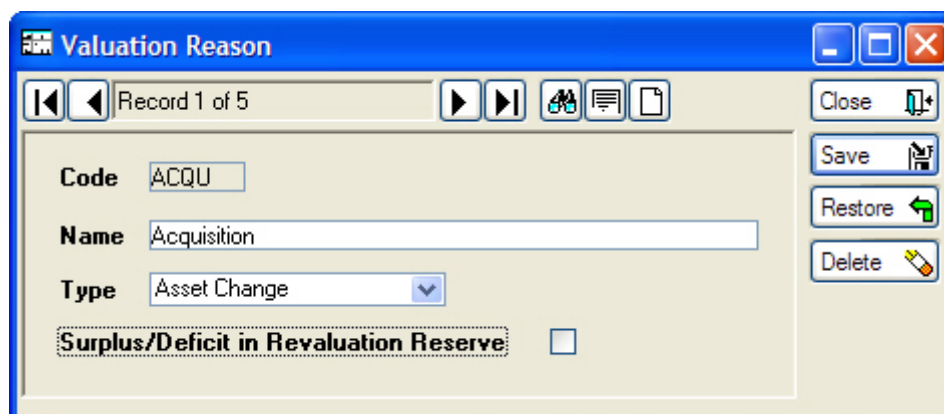 Valuation Reason
Record 1 of 5
Close
Save
Restore
Delete
Code ACQU
Name Acquisition
Type Asset Change
Surplus/Deficit in Revaluation Reserve